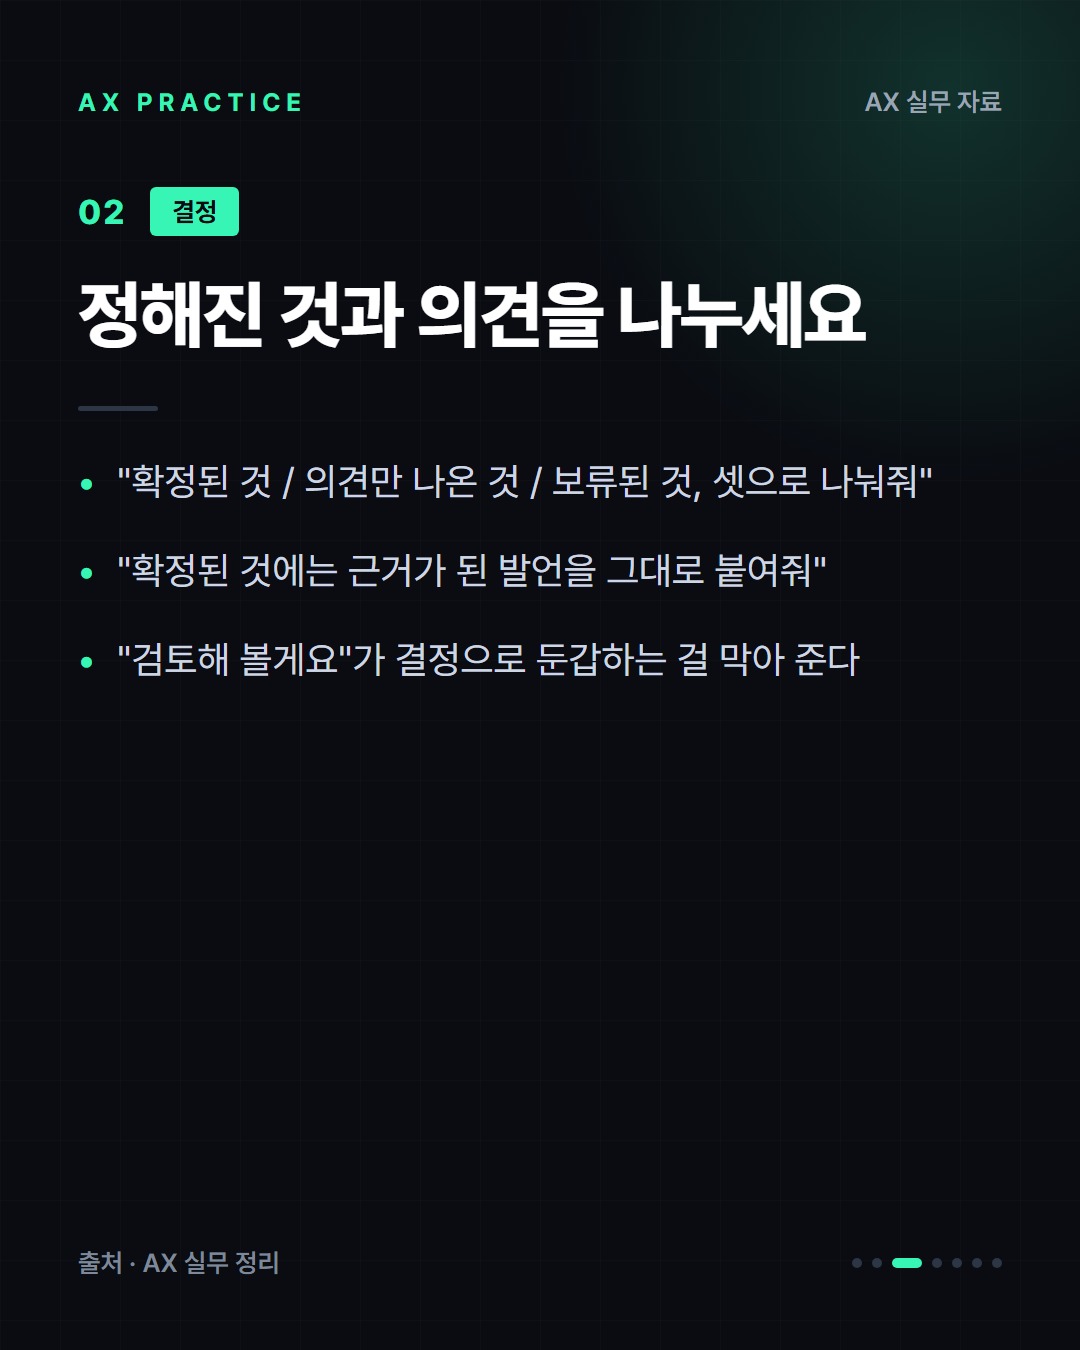 AX PRACTICE
AX 실무 자료
02
결정
정해진 것과 의견을 나누세요
"확정된 것 / 의견만 나온 것 / 보류된 것, 셋으로 나눠줘"
"확정된 것에는 근거가 된 발언을 그대로 붙여줘"
"검토해 볼게요"가 결정으로 둔갑하는 걸 막아 준다
출처 · AX 실무 정리